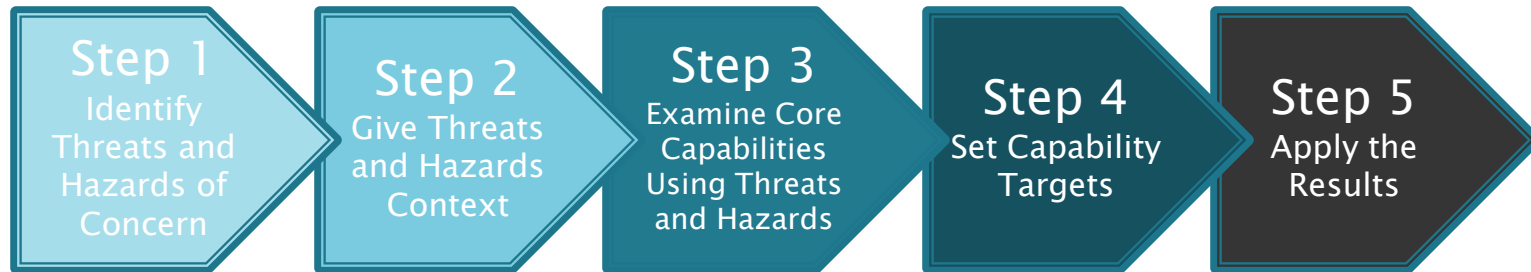 Step 1
Identify
Threats and
Hazards of
Concern
Step 2
Give Threats
and Hazards
Context
Step 3
Examine Core
Capabilities
Using Threats
and Hazards
Step 4
Set Capability
Targets
Step 5
Apply the
Results